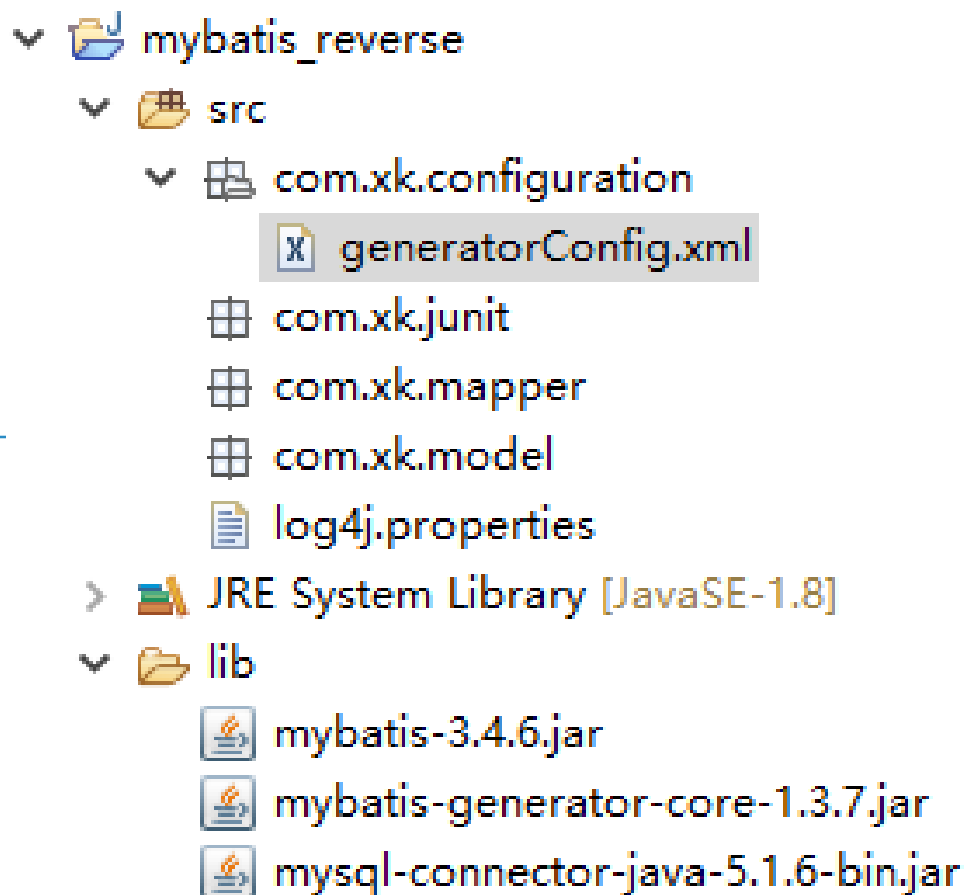 mybatis_reverse
src
com.xk.configuration
generatorConfig.xml
com.xk.junit
com.xk.mapper
com.xk.model
log4j.properties
JRE System Library [JavaSE-1.8]
lib
mybatis-3.4.6.jar
mybatis-generator-core-1.3.7.jar
mysql-connector-java-5.1.6-bin.jar